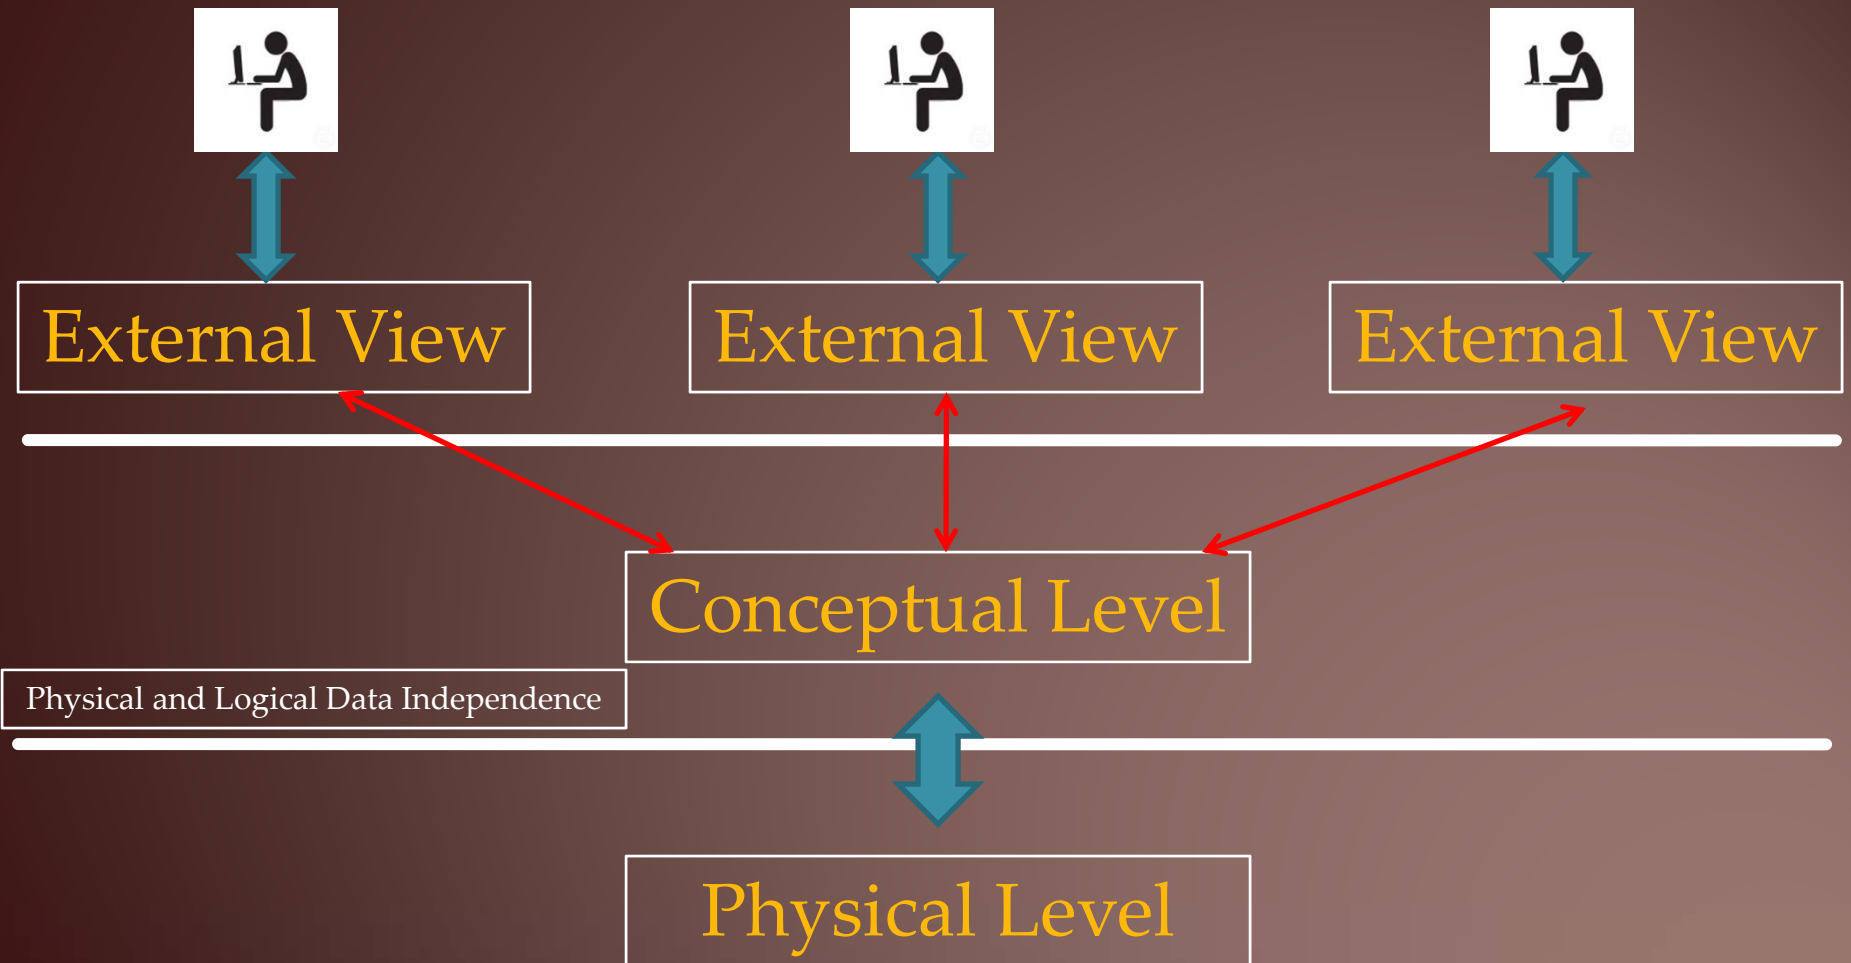 External View
External View
External View
Conceptual Level
Physical and Logical Data Independence
Physical Level